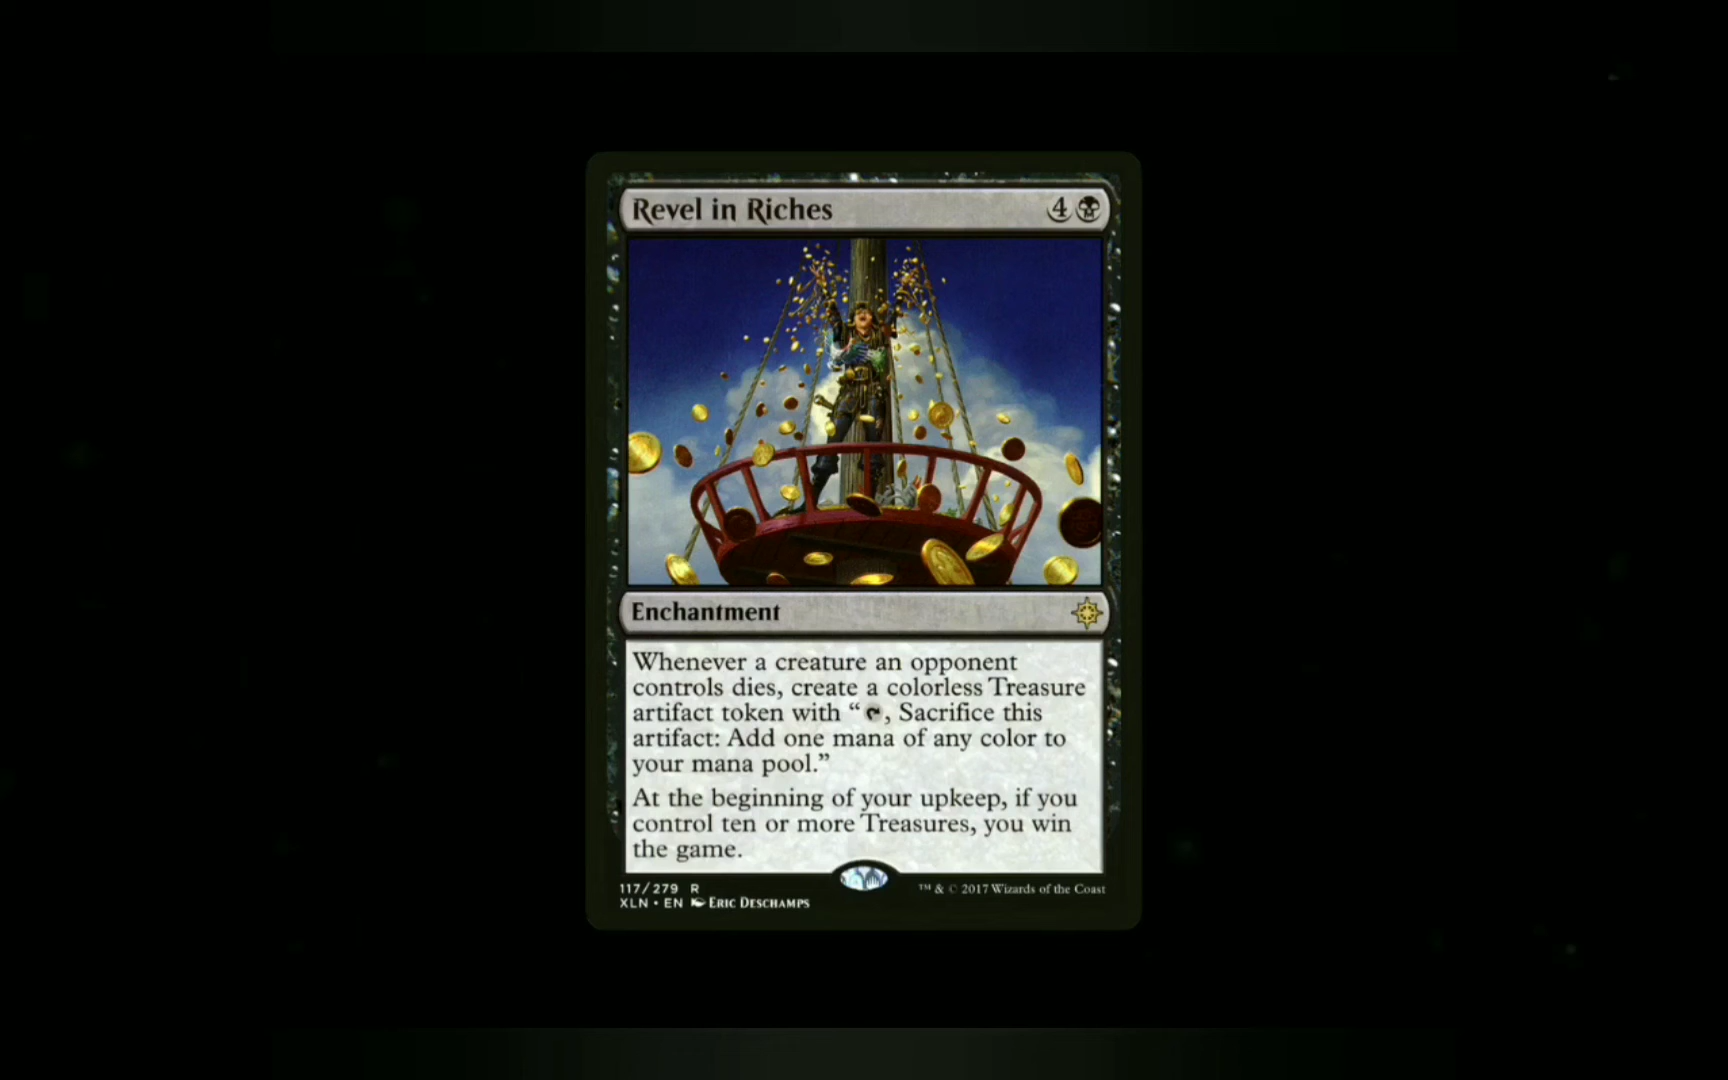 Revel in Riches 4
Enchantment
Whenever a creature an opponent
controls dies, create a colorless Treasure
artifact token with “ , Sacrifice this
artifact: Add one mana of any color to
your mana pool.”
At the beginning of your upkeep, if you
control ten or more Treasures, you win
the game.
117/279 R
XLN • EN Eric Deschamps
™ & © 2017 Wizards of the Coast